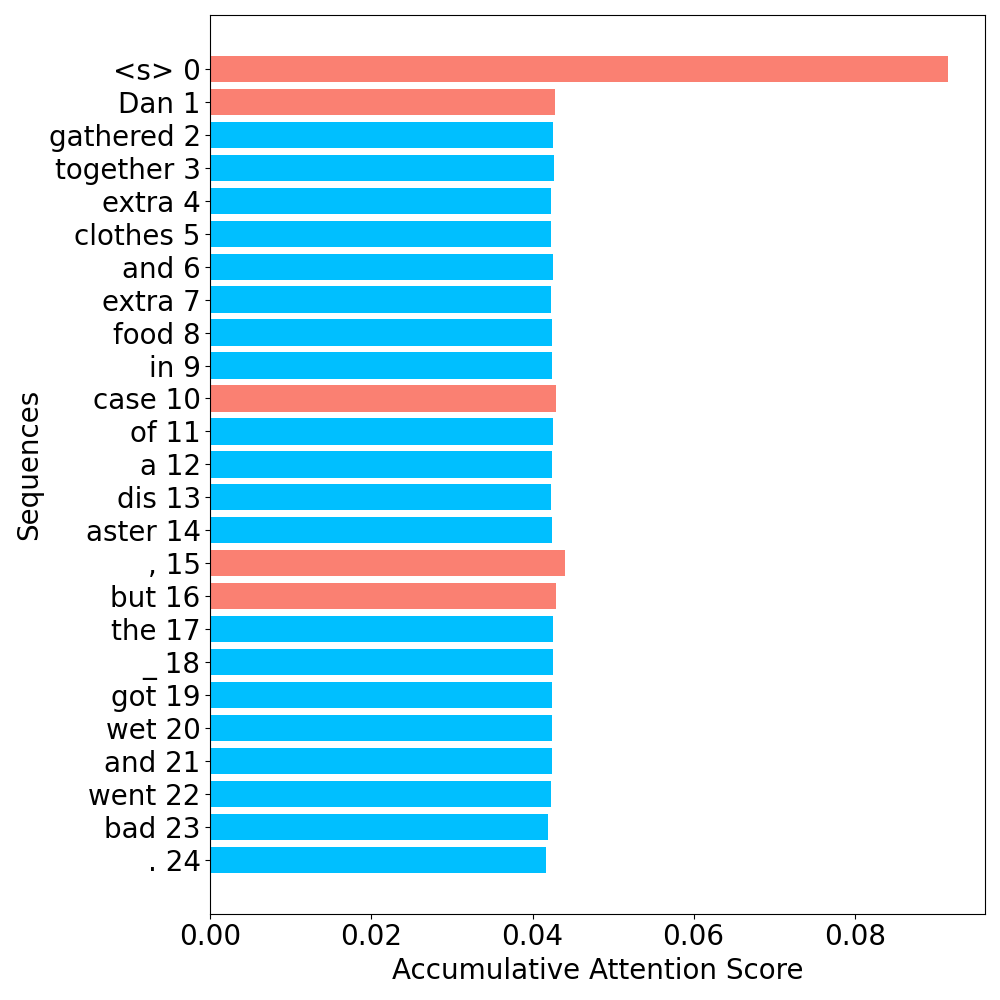 <s> 0
Dan 1
gathered 2
together 3
extra 4
clothes 5
and 6
extra 7
food 8
in 9
case 10
of 11
a 12
dis 13
aster 14
, 15
but 16
the 17
_ 18
got 19
wet 20
and 21
went 22
bad 23
. 24
Sequences
0.00 0.02 0.04 0.06 0.08
Accumulative Attention Score